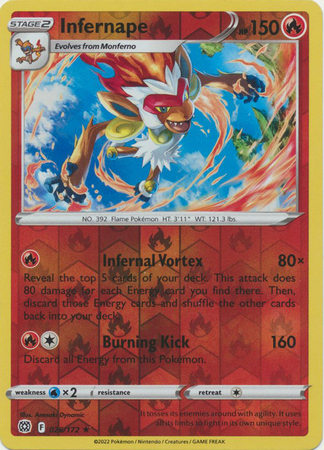 STAGE 2
Infernape
HP 150
Evolves from Monferno
NO. 392 Flame Pokémon HT: 3'11" WT: 121.3 lbs.
Infernal Vortex 80×
Reveal the top 5 cards of your deck. This attack does
80 damage for each Energy card you find there. Then,
discard those Energy cards and shuffle the other cards
back into your deck.
Burning Kick 160
Discard all Energy from this Pokémon.
weakness ×2 resistance retreat
Illus. Anesaki Dynamic
F 026/172 ★
It tosses its enemies around with agility. It uses
all its limbs to fight in its own unique style.
©2022 Pokémon / Nintendo / Creatures / GAME FREAK